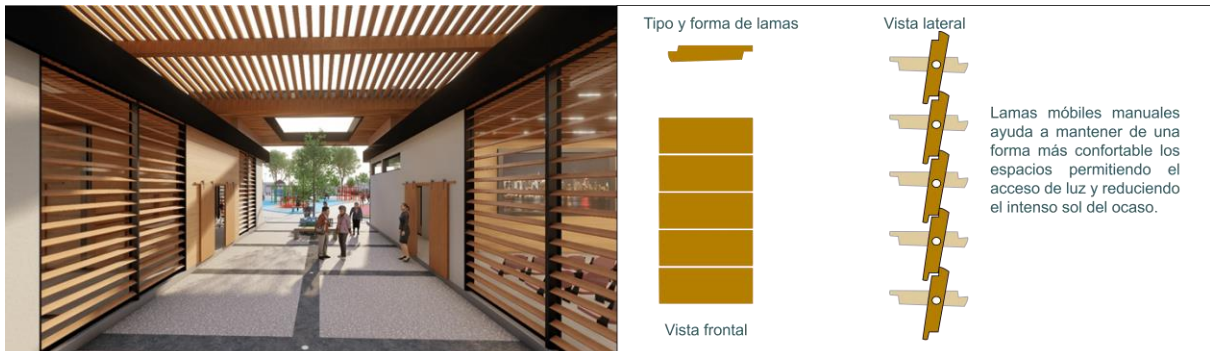 Tipo y forma de lamas
Vista lateral
Lamas móbiles manuales
ayuda a mantener de una
forma más confortable los
espacios permitiendo el
acceso de luz y reduciendo
el intenso sol del ocaso.
Vista frontal